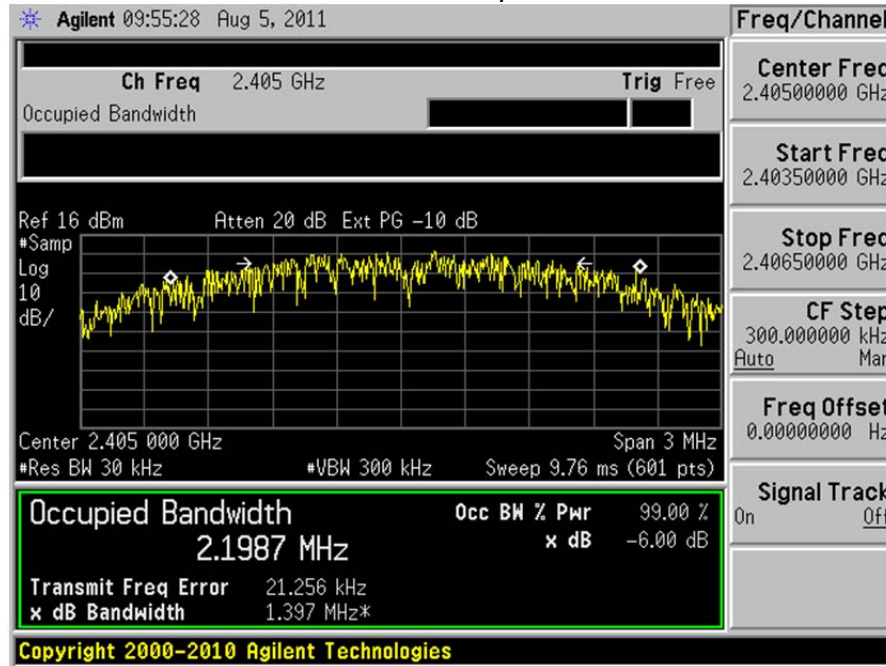 Agilent 09:55:28 Aug 5, 2011
Freq/Channel
Ch Freq 2.405 GHz Trig Free
Occupied Bandwidth
Center Freq
2.40500000 GHz
Start Freq
2.40350000 GHz
Stop Freq
2.40650000 GHz
CF Step
300.000000 kHz
Auto Man
Freq Offset
0.00000000 Hz
Signal Track
On Off
Ref 16 dBm Atten 20 dB Ext PG -10 dB
#Samp
Log
10
dB/
Center 2.405 000 GHz Span 3 MHz
#Res BW 30 kHz #VBW 300 kHz Sweep 9.76 ms (601 pts)
Occupied Bandwidth
2.1987 MHz
Occ BW % Pwr 99.00 %
x dB -6.00 dB
Transmit Freq Error 21.256 kHz
x dB Bandwidth 1.397 MHz*
Copyright 2000-2010 Agilent Technologies